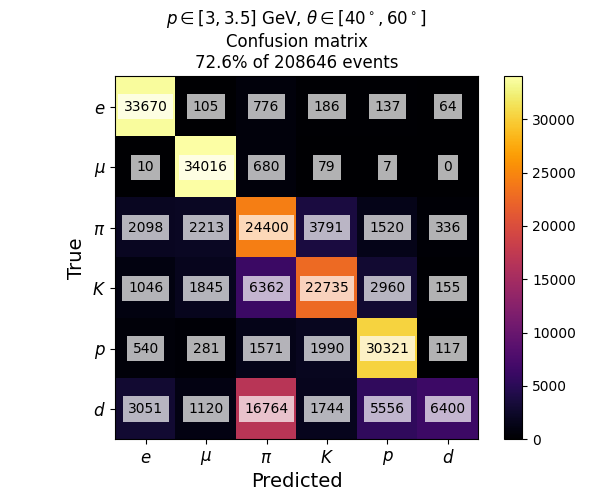 p ∈ [3, 3.5] GeV, θ ∈ [40°, 60°]
Confusion matrix
72.6% of 208646 events
True
e 33670 105 776 186 137 64
μ 10 34016 680 79 7 0
π 2098 2213 24400 3791 1520 336
K 1046 1845 6362 22735 2960 155
p 540 281 1571 1990 30321 117
d 3051 1120 16764 1744 5556 6400
e μ π K p d
Predicted
30000
25000
20000
15000
10000
5000
0